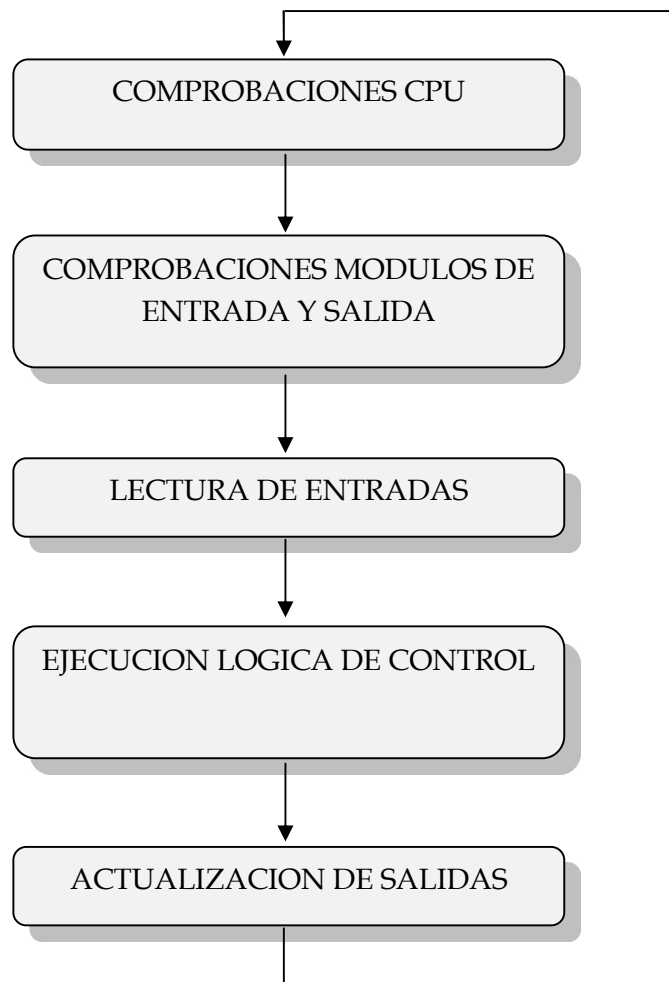 COMPROBACIONES CPU
COMPROBACIONES MODULOS DE
ENTRADA Y SALIDA
LECTURA DE ENTRADAS
EJECUCION LOGICA DE CONTROL
ACTUALIZACION DE SALIDAS